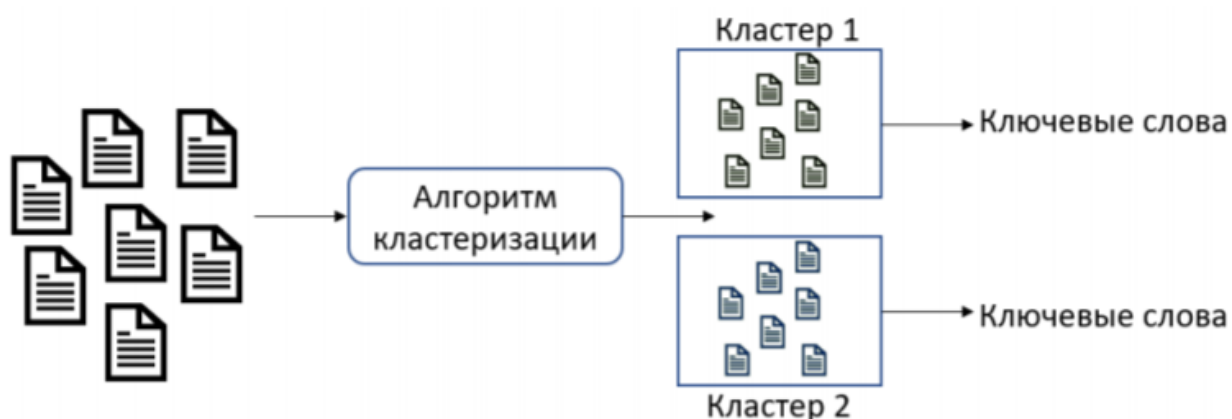 Кластер 1
Ключевые слова
Алгоритм
кластеризации
Ключевые слова
Кластер 2